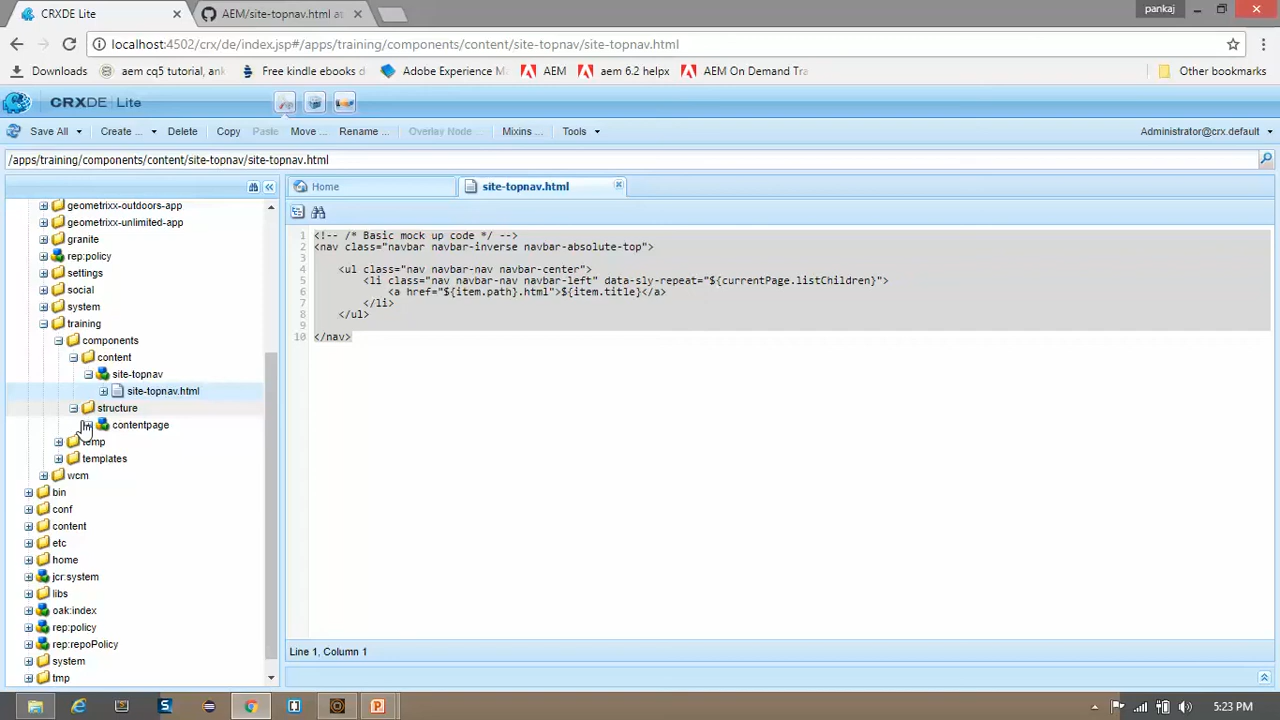 CRXDE Lite
AEM/site-topnav.html at
pankaj
localhost:4502/crx/de/index.jsp#/apps/training/components/content/site-topnav/site-topnav.html
Downloads
aem cq5 tutorial, ank
Free kindle ebooks d
Adobe Experience M
AEM
aem 6.2 helpx
AEM On Demand Tra
Other bookmarks
CRXDE Lite
Save All
Create ...
Delete
Copy
Paste
Move ...
Rename ...
Overlay Node ...
Mixins ...
Tools
Administrator@crx.default
/apps/training/components/content/site-topnav/site-topnav.html
Home
site-topnav.html
geometrixx-outdoors-app
geometrixx-unlimited-app
granite
rep:policy
settings
social
system
training
components
content
site-topnav
site-topnav.html
structure
contentpage
temp
templates
wcm
bin
conf
content
etc
home
jcr:system
libs
oak:index
rep:policy
rep:repoPolicy
system
tmp
1 <!-- /* Basic mock up code */ -->
2 <nav class="navbar navbar-inverse navbar-absolute-top">
3
4 <ul class="nav navbar-nav navbar-center">
5 <li class="nav navbar-nav navbar-left" data-sly-repeat="${currentPage.listChildren}">
6 <a href="${item.path}.html">${item.title}</a>
7 </li>
8 </ul>
9
10 </nav>
Line 1, Column 1
5:23 PM